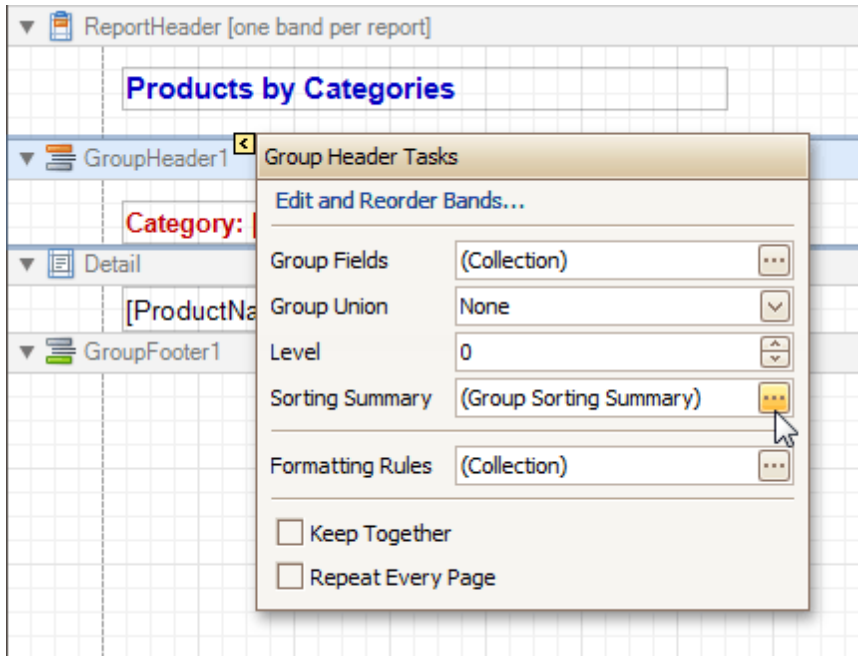 ReportHeader [one band per report]
Products by Categories
GroupHeader1
Group Header Tasks
Edit and Reorder Bands...
Category: [
Group Fields (Collection)
Detail
[ProductNa
Group Union None
GroupFooter1
Level 0
Sorting Summary (Group Sorting Summary)
Formatting Rules (Collection)
Keep Together
Repeat Every Page